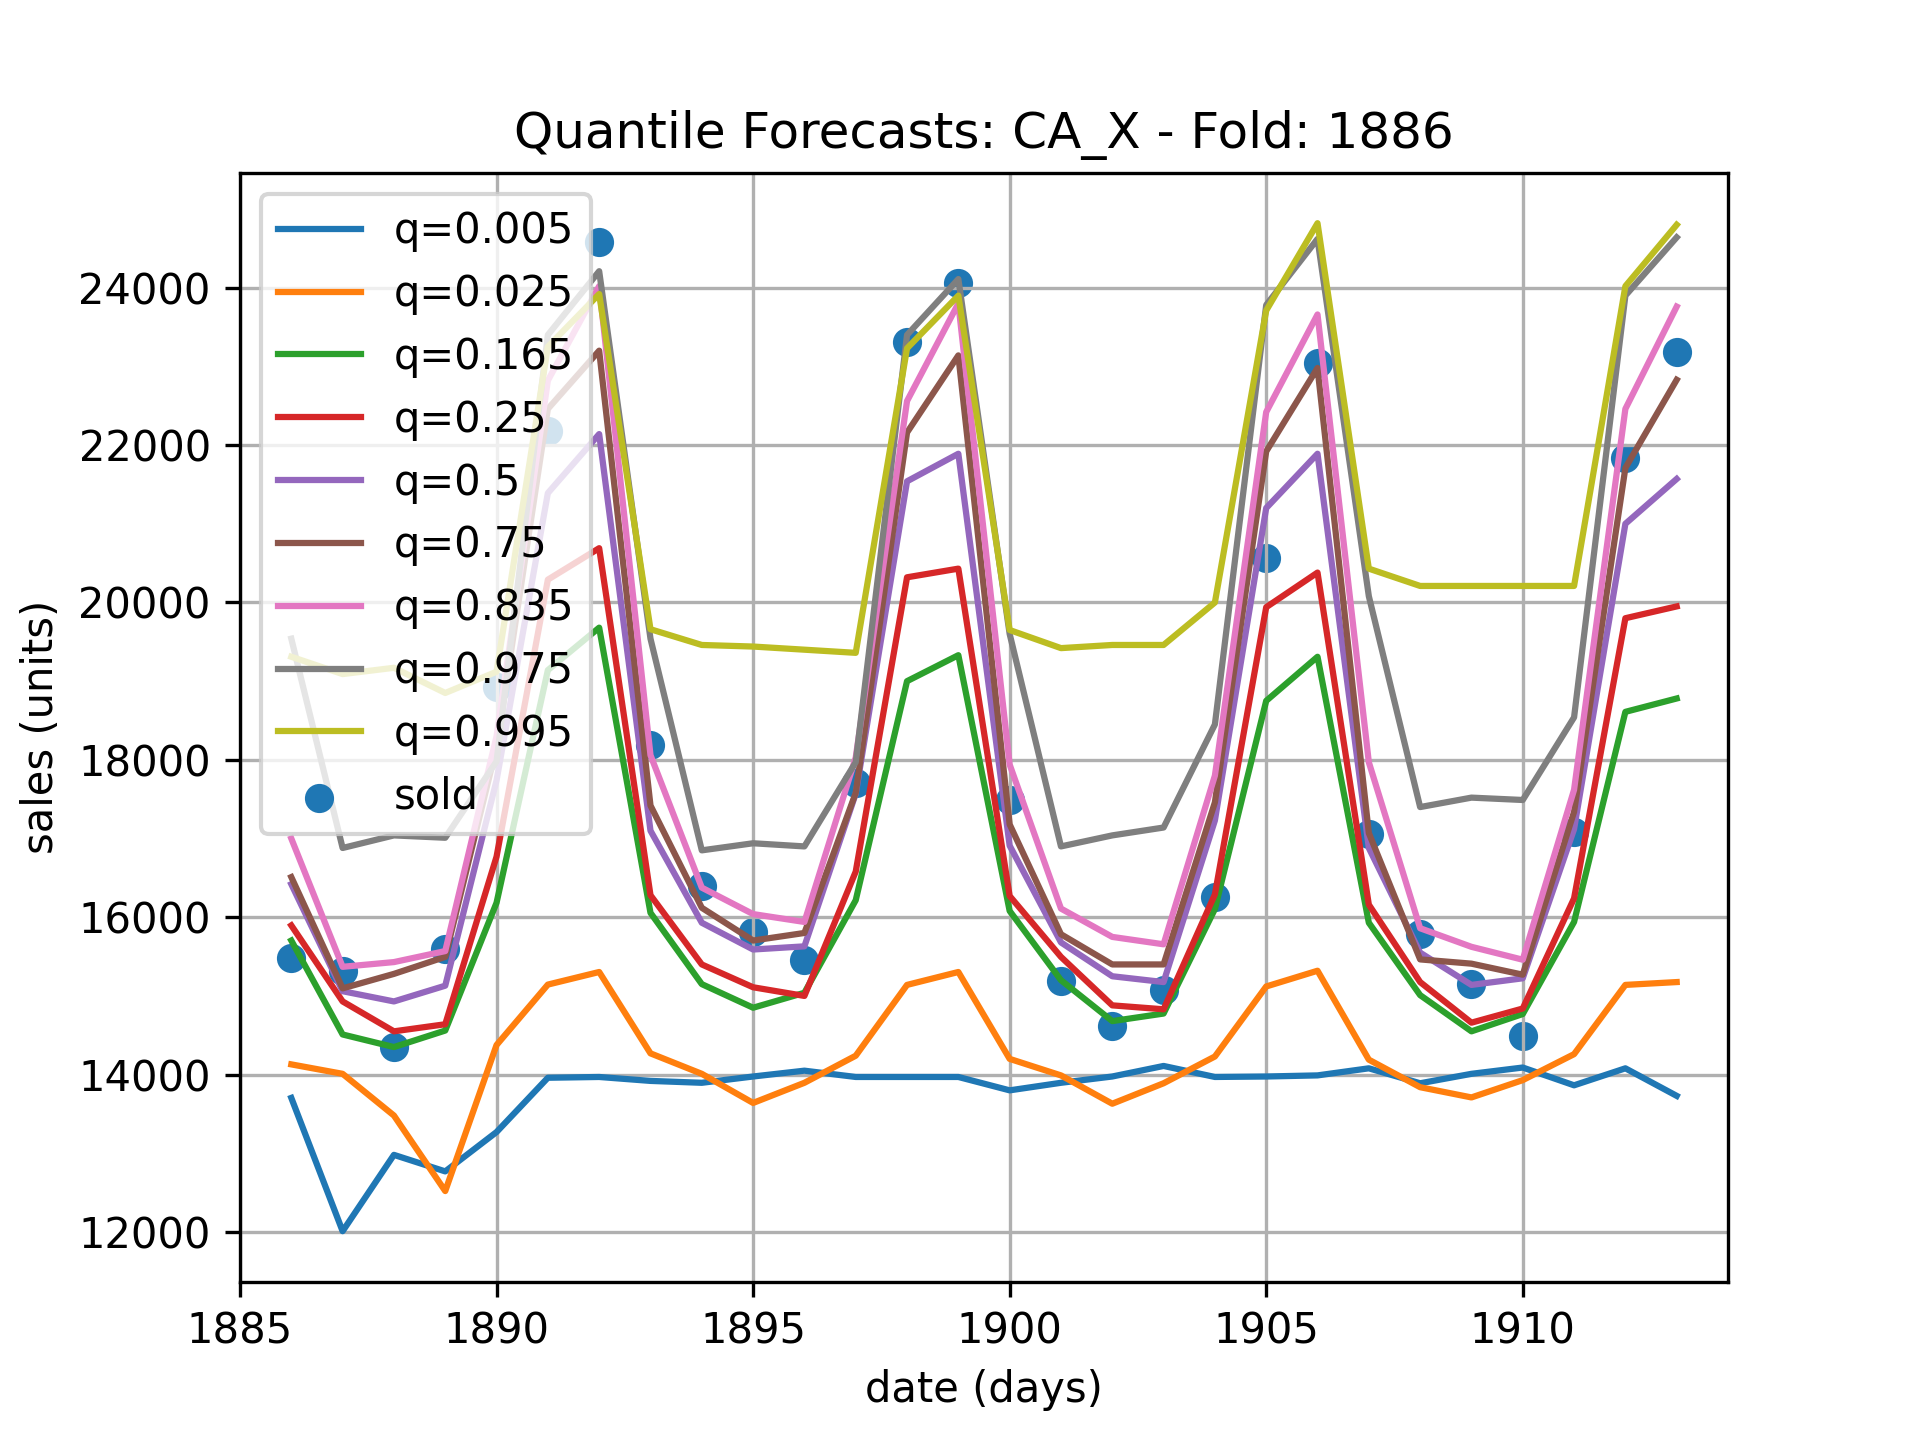 Quantile Forecasts: CA_X - Fold: 1886
q=0.005
q=0.025
q=0.165
q=0.25
q=0.5
q=0.75
q=0.835
q=0.975
q=0.995
sold
sales (units)
24000
22000
20000
18000
16000
14000
12000
1885 1890 1895 1900 1905 1910
date (days)